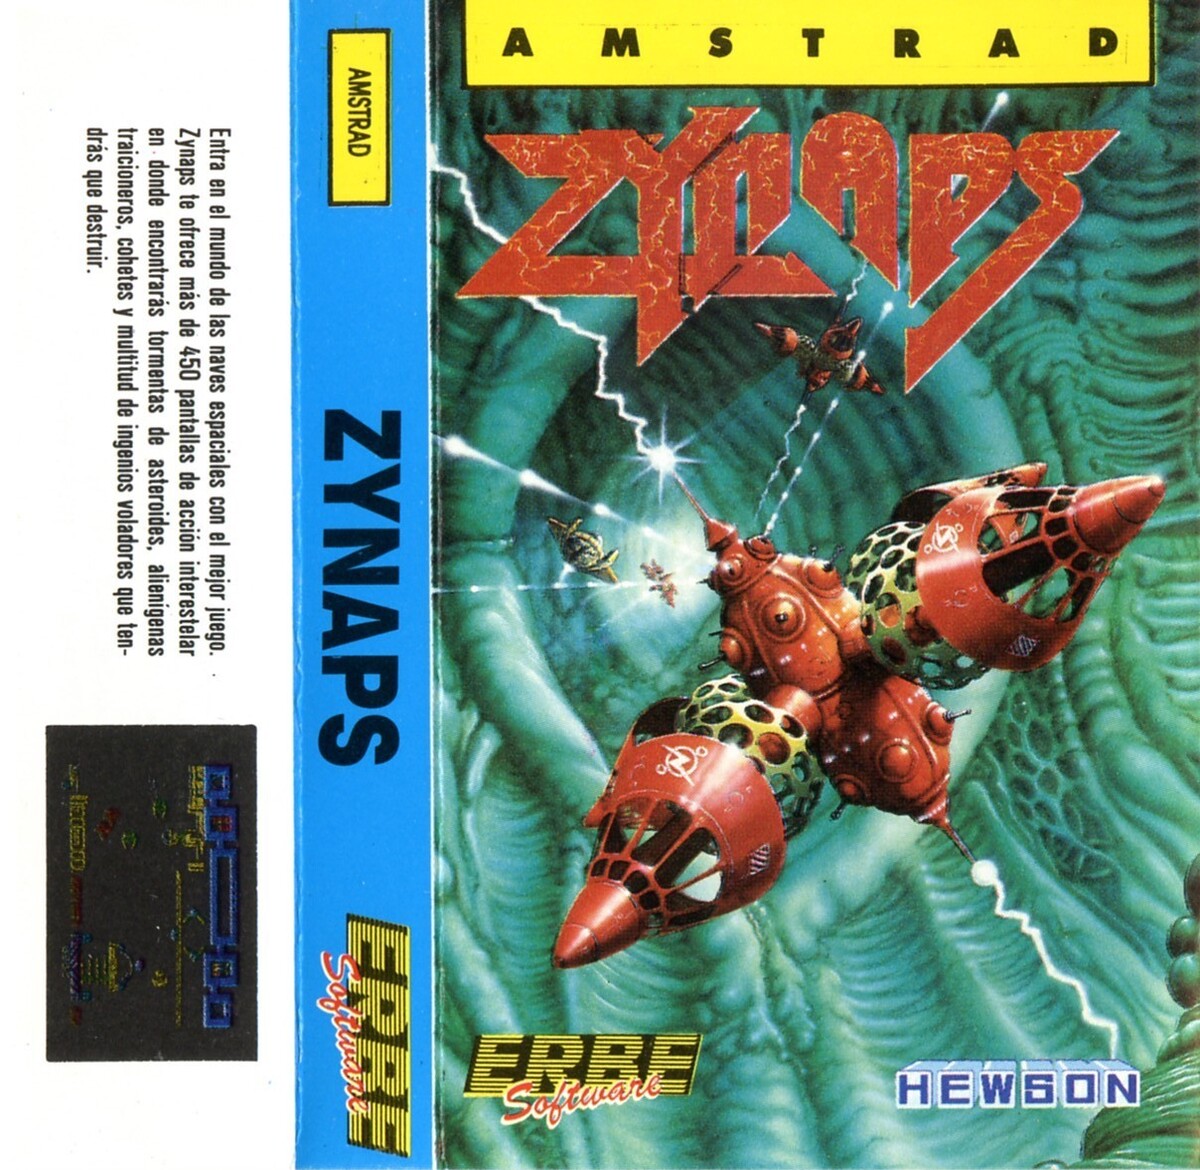 Entra en el mundo de las naves espaciales con el mejor juego.
Zynaps te ofrece más de 450 pantallas de acción interestelar
en donde encontrarás tormentas de asteroides, alienígenas
traicioneros, cohetes y multitud de ingenios voladores que ten-
drás que destruir.
AMSTRAD
ZYNAPS
ERBE
Software
AMSTRAD
ZYNAPS
ERBE
Software
HEWSON